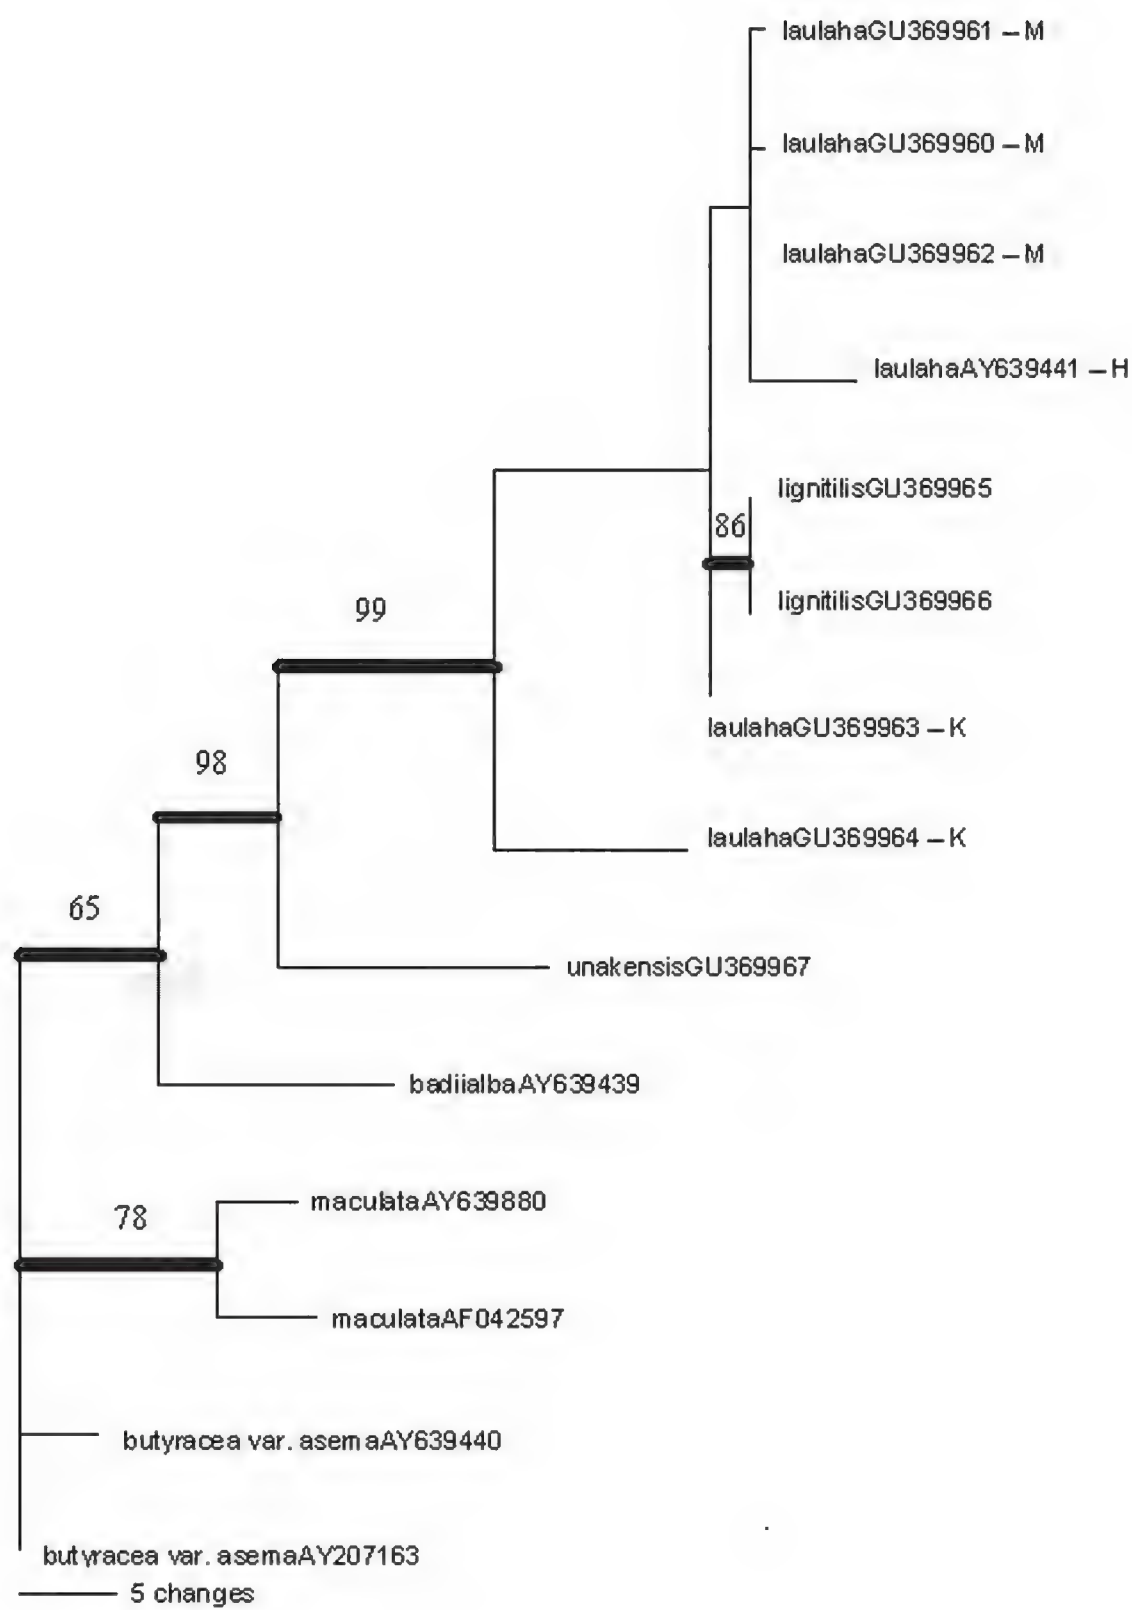 laulahaGU369961 – M
laulahaGU369960 – M
laulahaGU369962 – M
laulahaAY639441 – H
lignitilisGU369965
86
lignitilisGU369966
99
laulahaGU369963 – K
98
laulahaGU369964 – K
65
unakensisGU369967
badiialbaAY639439
maculataAY639880
78
maculataAF042597
butyracea var. asemaAY639440
butyracea var. asemaAY207163
5 changes